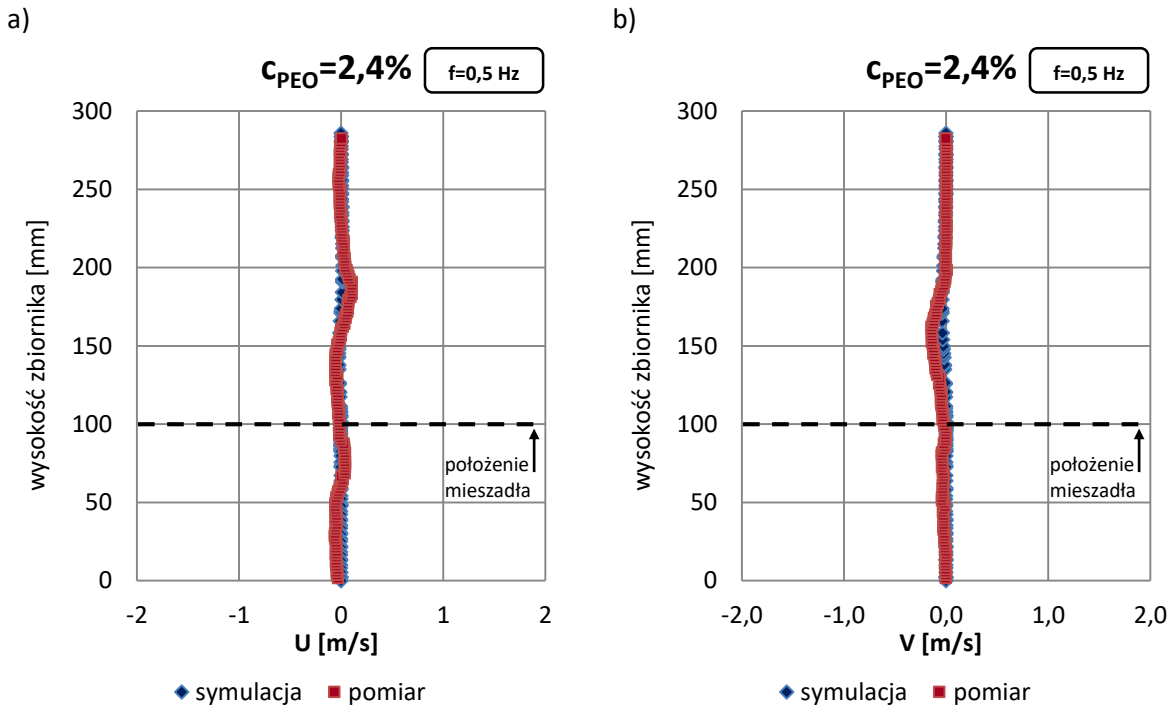 a)
c_PEO=2,4%
f=0,5 Hz
300
250
200
150
100
50
0
wysokość zbiornika [mm]
położenie
mieszadła
-2
-1
0
1
2
U [m/s]
symulacja
pomiar
b)
c_PEO=2,4%
f=0,5 Hz
300
250
200
150
100
50
0
wysokość zbiornika [mm]
położenie
mieszadła
-2,0
-1,0
0,0
1,0
2,0
V [m/s]
symulacja
pomiar